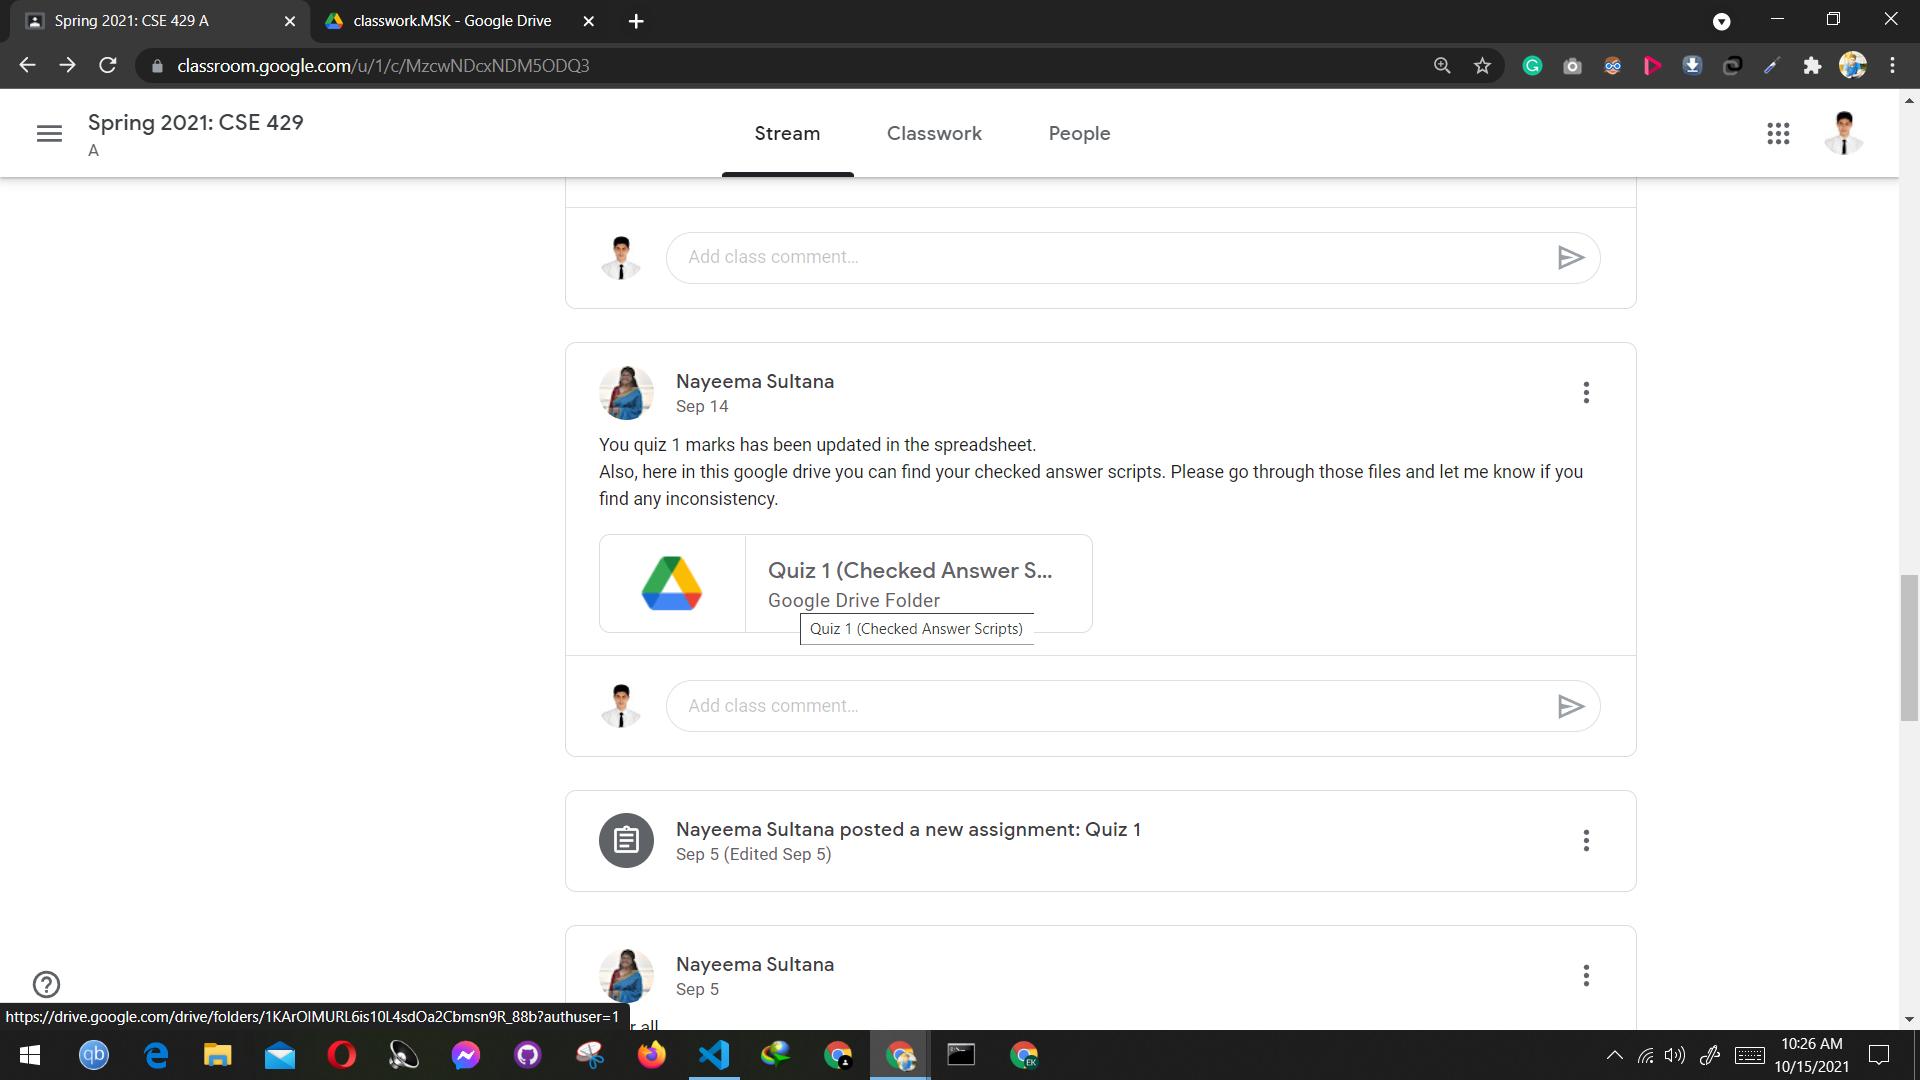 Spring 2021: CSE 429 A
classwork.MSK - Google Drive
classroom.google.com/u/1/c/MzcwNDcxNDM5ODQ3
Spring 2021: CSE 429
A
Stream
Classwork
People
Add class comment...
Nayeema Sultana
Sep 14
You quiz 1 marks has been updated in the spreadsheet.
Also, here in this google drive you can find your checked answer scripts. Please go through those files and let me know if you
find any inconsistency.
Quiz 1 (Checked Answer S...
Google Drive Folder
Quiz 1 (Checked Answer Scripts)
Add class comment...
Nayeema Sultana posted a new assignment: Quiz 1
Sep 5 (Edited Sep 5)
Nayeema Sultana
Sep 5
all
https://drive.google.com/drive/folders/1KArOIMURL6is10L4sdOa2Cbmsn9R_88b?authuser=1
qb
EK
10:26 AM
10/15/2021